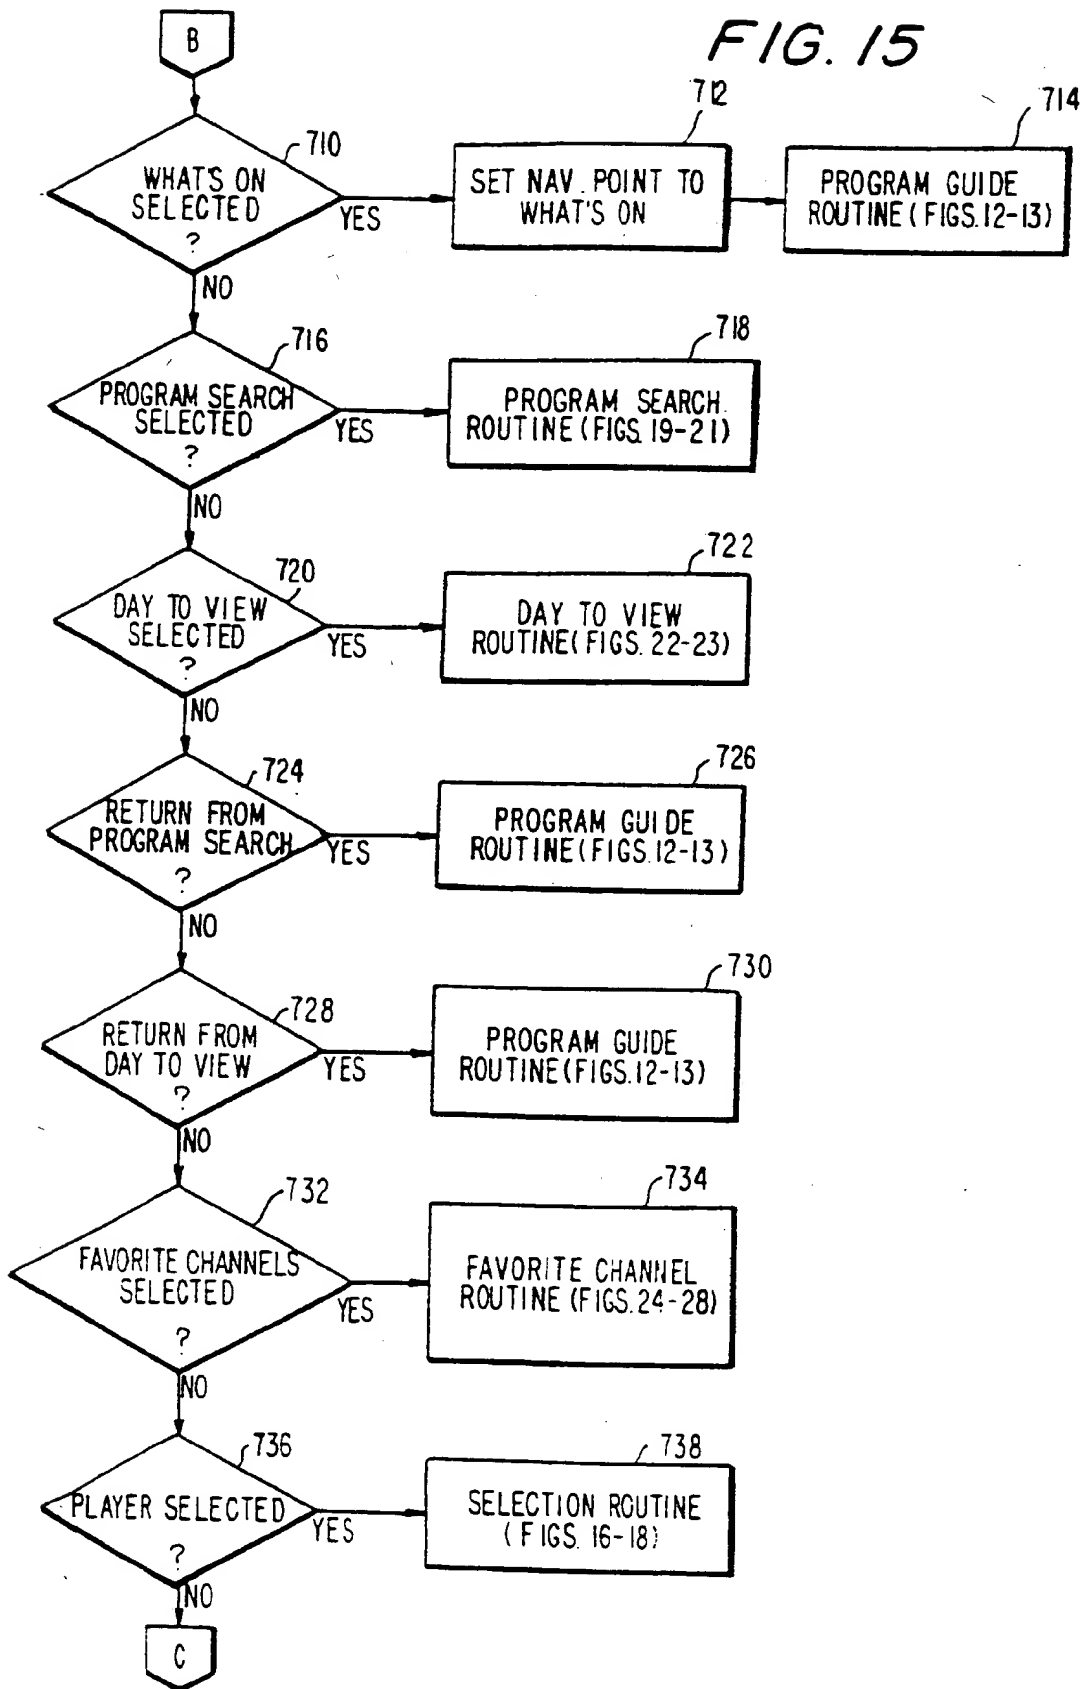 FIG. 15
B
710
WHAT'S ON
SELECTED
?
YES
NO
712
SET NAV. POINT TO
WHAT'S ON
714
PROGRAM GUIDE
ROUTINE (FIGS. 12-13)
716
PROGRAM SEARCH
SELECTED
?
YES
NO
718
PROGRAM SEARCH
ROUTINE (FIGS. 19-21)
720
DAY TO VIEW
SELECTED
?
YES
NO
722
DAY TO VIEW
ROUTINE (FIGS. 22-23)
724
RETURN FROM
PROGRAM SEARCH
?
YES
NO
726
PROGRAM GUIDE
ROUTINE (FIGS. 12-13)
728
RETURN FROM
DAY TO VIEW
?
YES
NO
730
PROGRAM GUIDE
ROUTINE (FIGS. 12-13)
732
FAVORITE CHANNELS
SELECTED
?
YES
NO
734
FAVORITE CHANNEL
ROUTINE (FIGS. 24-28)
736
PLAYER SELECTED
?
YES
NO
738
SELECTION ROUTINE
(FIGS. 16-18)
C